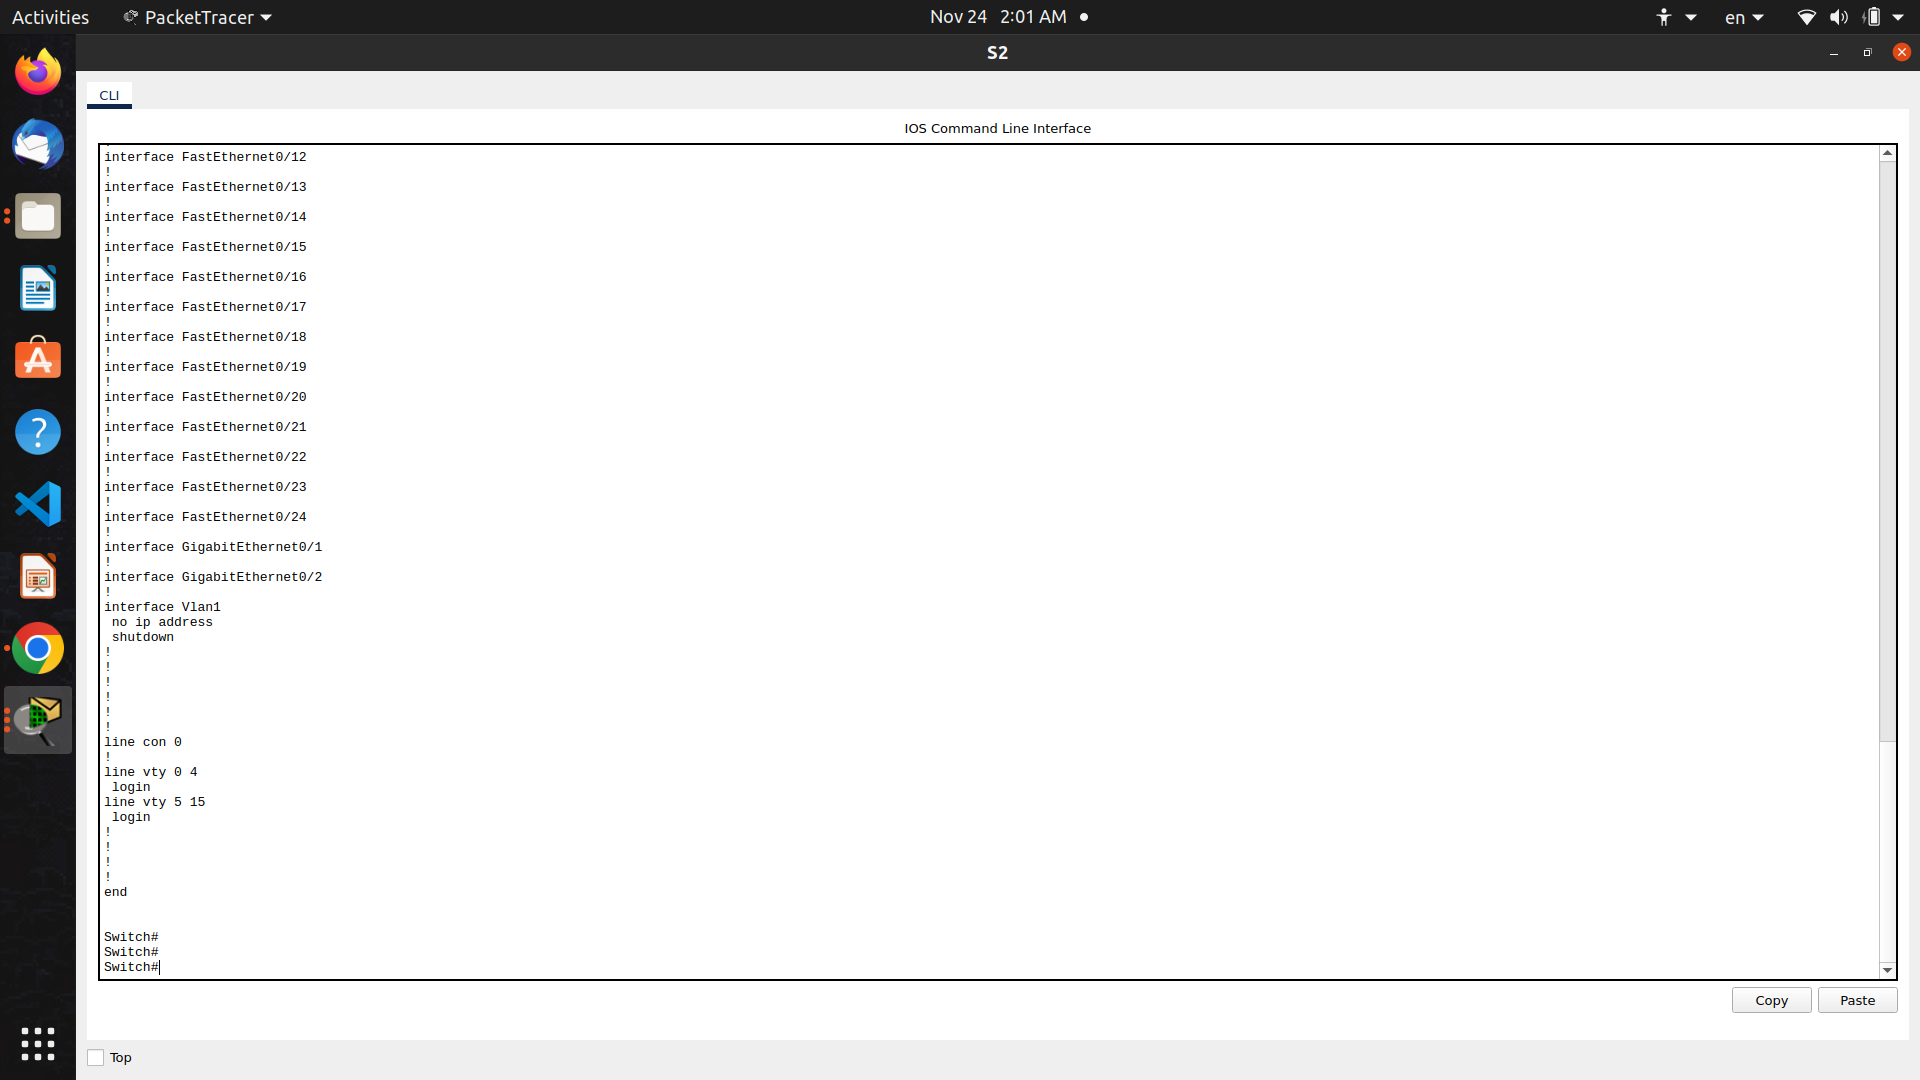 Activities PacketTracer Nov 24 2:01 AM en
S2
CLI
IOS Command Line Interface
interface FastEthernet0/12
!
interface FastEthernet0/13
!
interface FastEthernet0/14
!
interface FastEthernet0/15
!
interface FastEthernet0/16
!
interface FastEthernet0/17
!
interface FastEthernet0/18
!
interface FastEthernet0/19
!
interface FastEthernet0/20
!
interface FastEthernet0/21
!
interface FastEthernet0/22
!
interface FastEthernet0/23
!
interface FastEthernet0/24
!
interface GigabitEthernet0/1
!
interface GigabitEthernet0/2
!
interface Vlan1
 no ip address
 shutdown
!
!
!
!
!
!
line con 0
!
line vty 0 4
 login
line vty 5 15
 login
!
!
!
!
end
Switch#
Switch#
Switch#
Copy Paste
Top